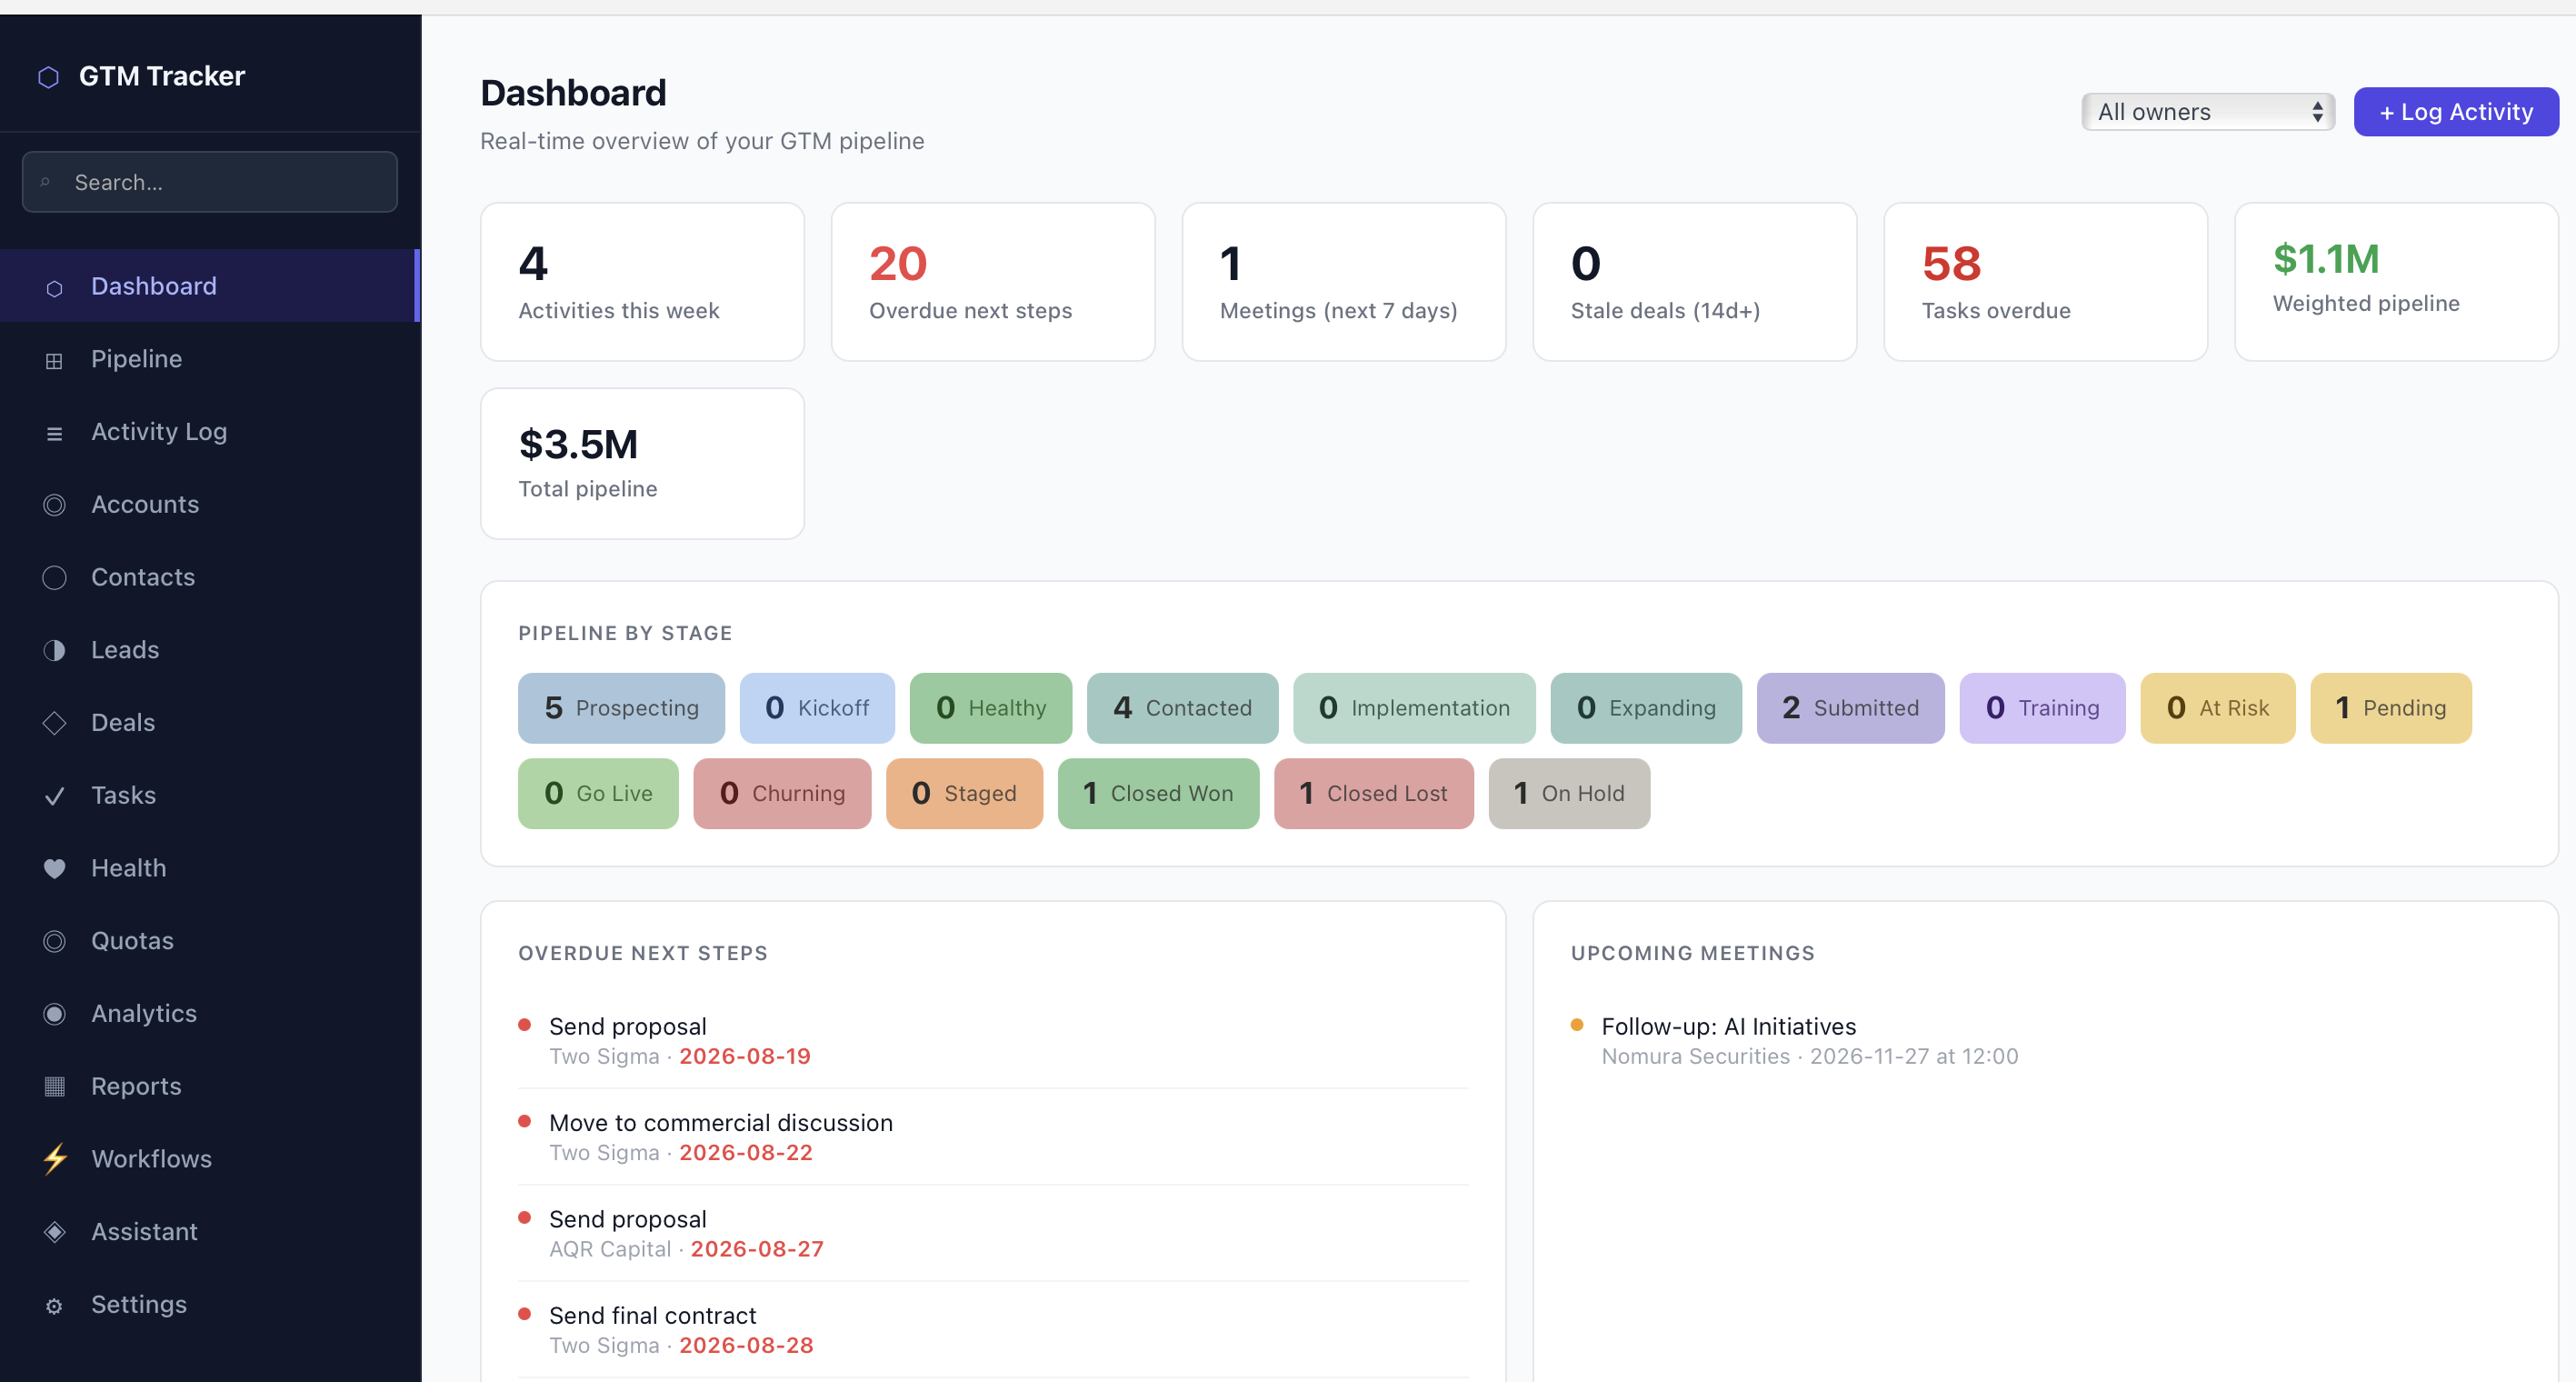 GTM Tracker
Search...
Dashboard
Pipeline
Activity Log
Accounts
Contacts
Leads
Deals
Tasks
Health
Quotas
Analytics
Reports
Workflows
Assistant
Settings
Dashboard
Real-time overview of your GTM pipeline
All owners
+ Log Activity
4
Activities this week
20
Overdue next steps
1
Meetings (next 7 days)
0
Stale deals (14d+)
58
Tasks overdue
$1.1M
Weighted pipeline
$3.5M
Total pipeline
PIPELINE BY STAGE
5 Prospecting
0 Kickoff
0 Healthy
4 Contacted
0 Implementation
0 Expanding
2 Submitted
0 Training
0 At Risk
1 Pending
0 Go Live
0 Churning
0 Staged
1 Closed Won
1 Closed Lost
1 On Hold
OVERDUE NEXT STEPS
Send proposal
Two Sigma · 2026-08-19
Move to commercial discussion
Two Sigma · 2026-08-22
Send proposal
AQR Capital · 2026-08-27
Send final contract
Two Sigma · 2026-08-28
UPCOMING MEETINGS
Follow-up: AI Initiatives
Nomura Securities · 2026-11-27 at 12:00